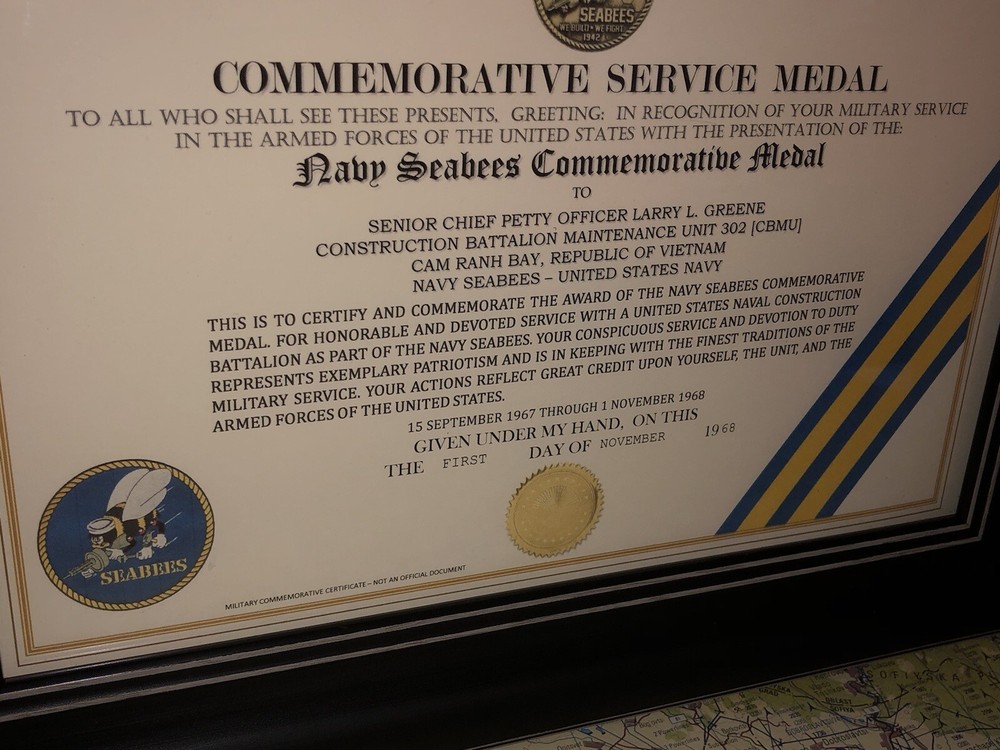 SEABEES
WE BUILD • WE FIGHT
1942
COMMEMORATIVE SERVICE MEDAL
TO ALL WHO SHALL SEE THESE PRESENTS, GREETING: IN RECOGNITION OF YOUR MILITARY SERVICE
IN THE ARMED FORCES OF THE UNITED STATES WITH THE PRESENTATION OF THE:
Navy Seabees Commemorative Medal
TO
SENIOR CHIEF PETTY OFFICER LARRY L. GREENE
CONSTRUCTION BATTALION MAINTENANCE UNIT 302 [CBMU]
CAM RANH BAY, REPUBLIC OF VIETNAM
NAVY SEABEES – UNITED STATES NAVY
THIS IS TO CERTIFY AND COMMEMORATE THE AWARD OF THE NAVY SEABEES COMMEMORATIVE
MEDAL. FOR HONORABLE AND DEVOTED SERVICE WITH A UNITED STATES NAVAL CONSTRUCTION
BATTALION AS PART OF THE NAVY SEABEES. YOUR CONSPICUOUS SERVICE AND DEVOTION TO DUTY
REPRESENTS EXEMPLARY PATRIOTISM AND IS IN KEEPING WITH THE FINEST TRADITIONS OF THE
MILITARY SERVICE. YOUR ACTIONS REFLECT GREAT CREDIT UPON YOURSELF, THE UNIT, AND THE
ARMED FORCES OF THE UNITED STATES.
15 SEPTEMBER 1967 THROUGH 1 NOVEMBER 1968
GIVEN UNDER MY HAND, ON THIS
THE FIRST DAY OF NOVEMBER 1968
SEABEES
MILITARY COMMEMORATIVE CERTIFICATE – NOT AN OFFICIAL DOCUMENT